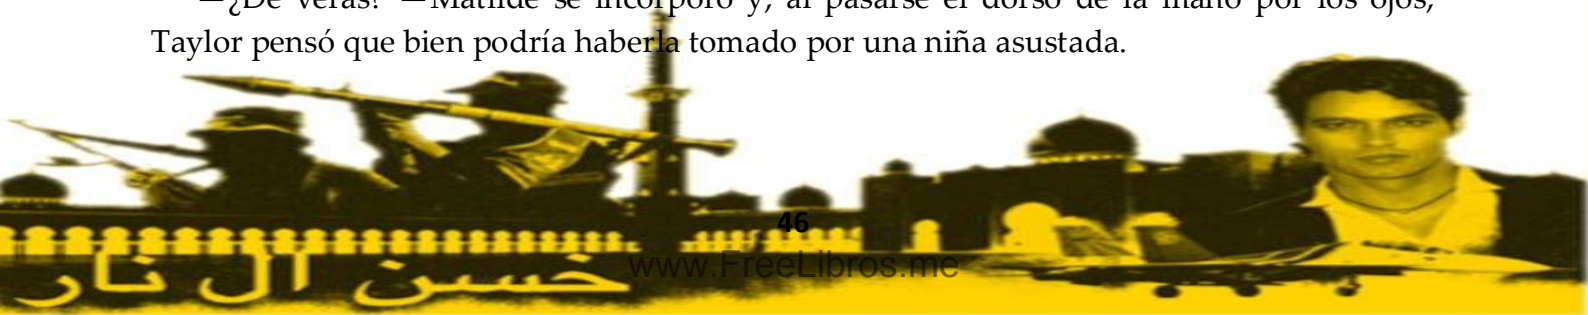 —¿De veras? —Matilde se incorporó y, al pasarse el dorso de la mano por los ojos,
Taylor pensó que bien podría haberla tomado por una niña asustada.
46
www.FreeLibros.me
حسن ال نار